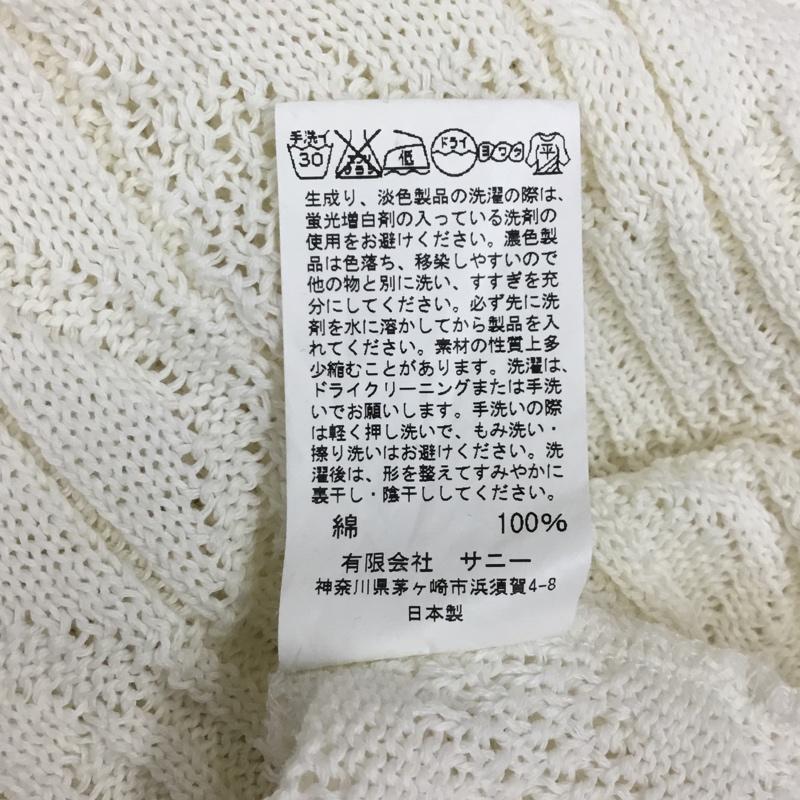 手洗イ
30 エンソサラシ 低 ドライ ヨワク 平
生成り、淡色製品の洗濯の際は、
蛍光増白剤の入っている洗剤の
使用をお避けください。濃色製
品は色落ち、移染しやすいので
他の物と別に洗い、すすぎを充
分にしてください。必ず先に洗
剤を水に溶かしてから製品を入
れてください。素材の性質上多
少縮むことがあります。洗濯は、
ドライクリーニングまたは手洗
いでお願いします。手洗いの際
は軽く押し洗いで、もみ洗い・
擦り洗いはお避けください。洗
濯後は、形を整えてすみやかに
裏干し・陰干ししてください。
綿 100%
有限会社 サニー
神奈川県茅ヶ崎市浜須賀4-8
日本製